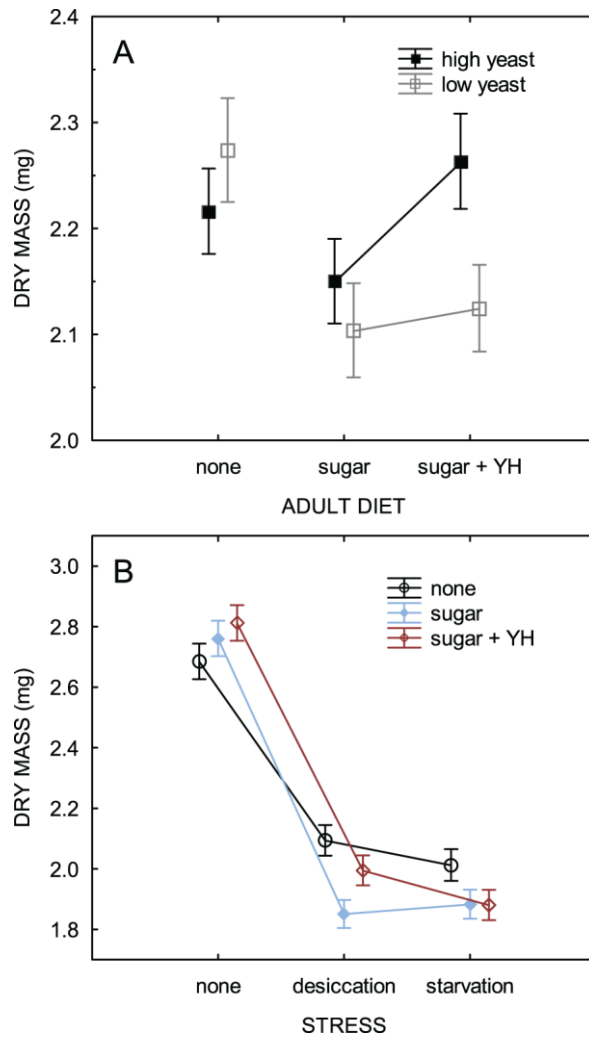 A
high yeast
low yeast
2.4
2.3
2.2
2.1
2.0
DRY MASS (mg)
none sugar sugar + YH
ADULT DIET
B
none
sugar
sugar + YH
3.0
2.8
2.6
2.4
2.2
2.0
1.8
DRY MASS (mg)
none desiccation starvation
STRESS